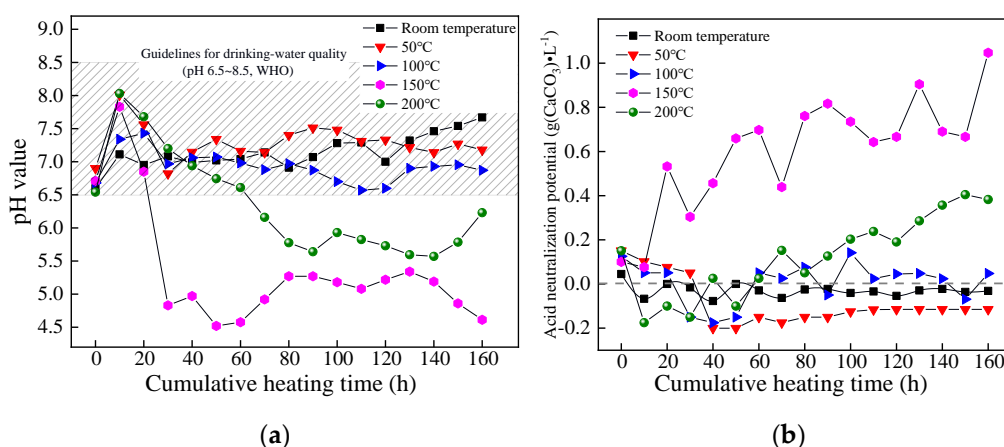 Guidelines for drinking-water quality
(pH 6.5~8.5, WHO)
Room temperature
50℃
100℃
150℃
200℃
9.0
8.5
8.0
7.5
7.0
6.5
6.0
5.5
5.0
4.5
pH value
0 20 40 60 80 100 120 140 160
Cumulative heating time (h)
(a)
Room temperature
50℃
100℃
150℃
200℃
1.0
0.8
0.6
0.4
0.2
0.0
-0.2
Acid neutralization potential (g(CaCO3)•L-1)
0 20 40 60 80 100 120 140 160
Cumulative heating time (h)
(b)